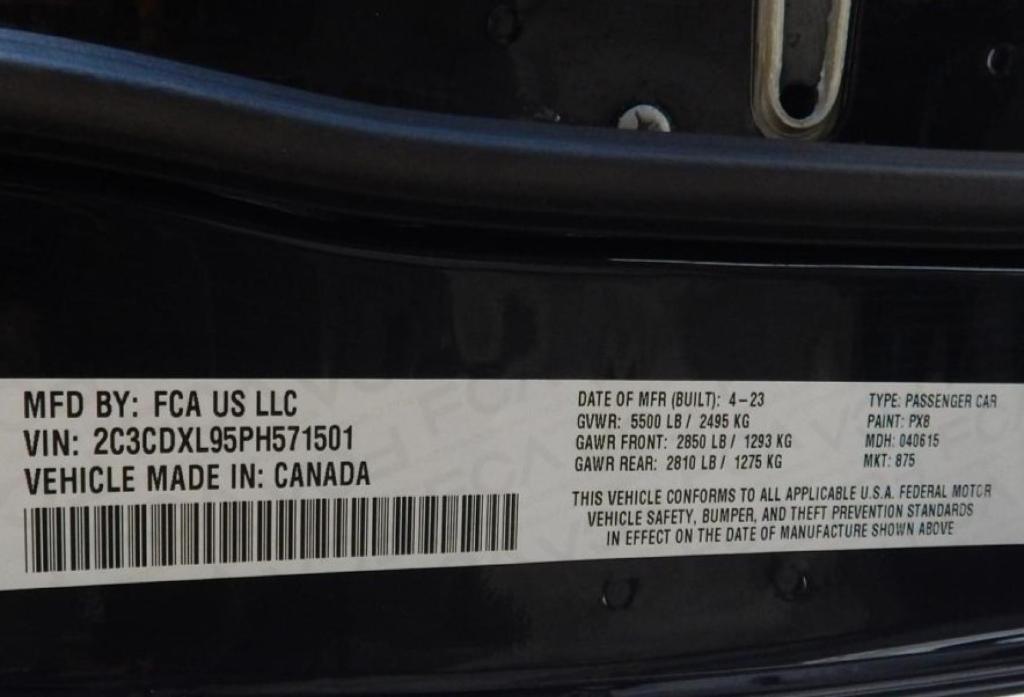 MFD BY: FCA US LLC
VIN: 2C3CDXL95PH571501
VEHICLE MADE IN: CANADA
DATE OF MFR (BUILT): 4-23
GVWR: 5500 LB / 2495 KG
GAWR FRONT: 2850 LB / 1293 KG
GAWR REAR: 2810 LB / 1275 KG
TYPE: PASSENGER CAR
PAINT: PX8
MDH: 040615
MKT: 875
THIS VEHICLE CONFORMS TO ALL APPLICABLE U.S.A. FEDERAL MOTOR
VEHICLE SAFETY, BUMPER, AND THEFT PREVENTION STANDARDS
IN EFFECT ON THE DATE OF MANUFACTURE SHOWN ABOVE